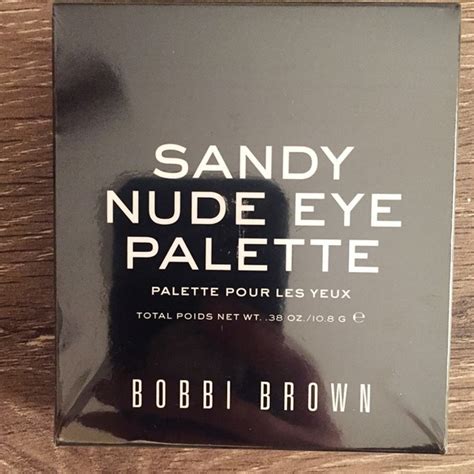 SANDY
NUDE EYE
PALETTE
PALETTE POUR LES YEUX
TOTAL POIDS NET WT. .38 OZ./10.8 G ℮
BOBBI BROWN